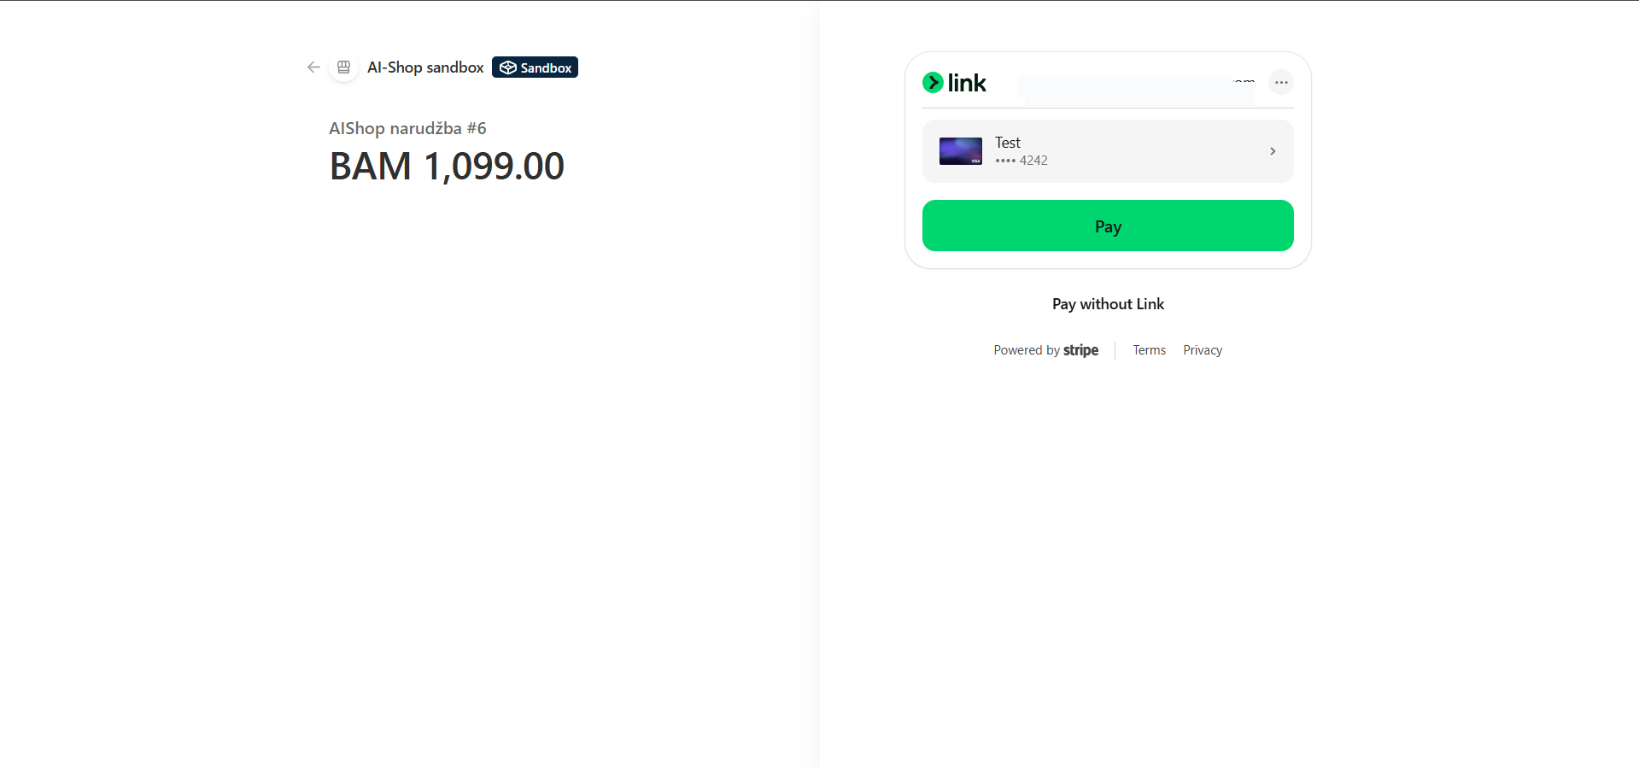 AI-Shop sandbox Sandbox
AIShop narudžba #6
BAM 1,099.00
link
Test
•••• 4242
Pay
Pay without Link
Powered by stripe
Terms Privacy